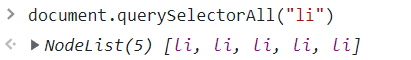 > document.querySelectorAll("li")
<· ▶ NodeList(5) [li, li, li, li, li]